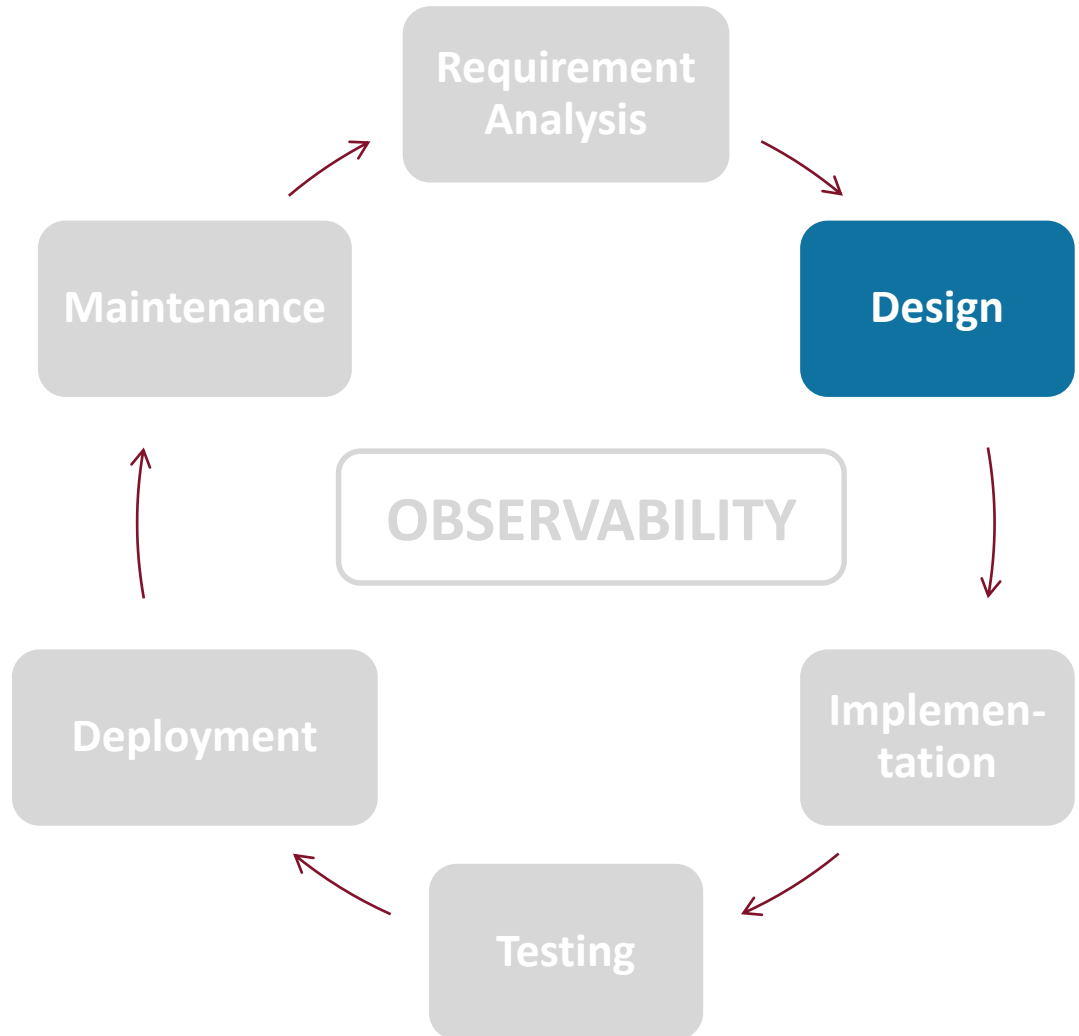 Requirement
Analysis
Design
Maintenance
OBSERVABILITY
Implemen-
tation
Deployment
Testing